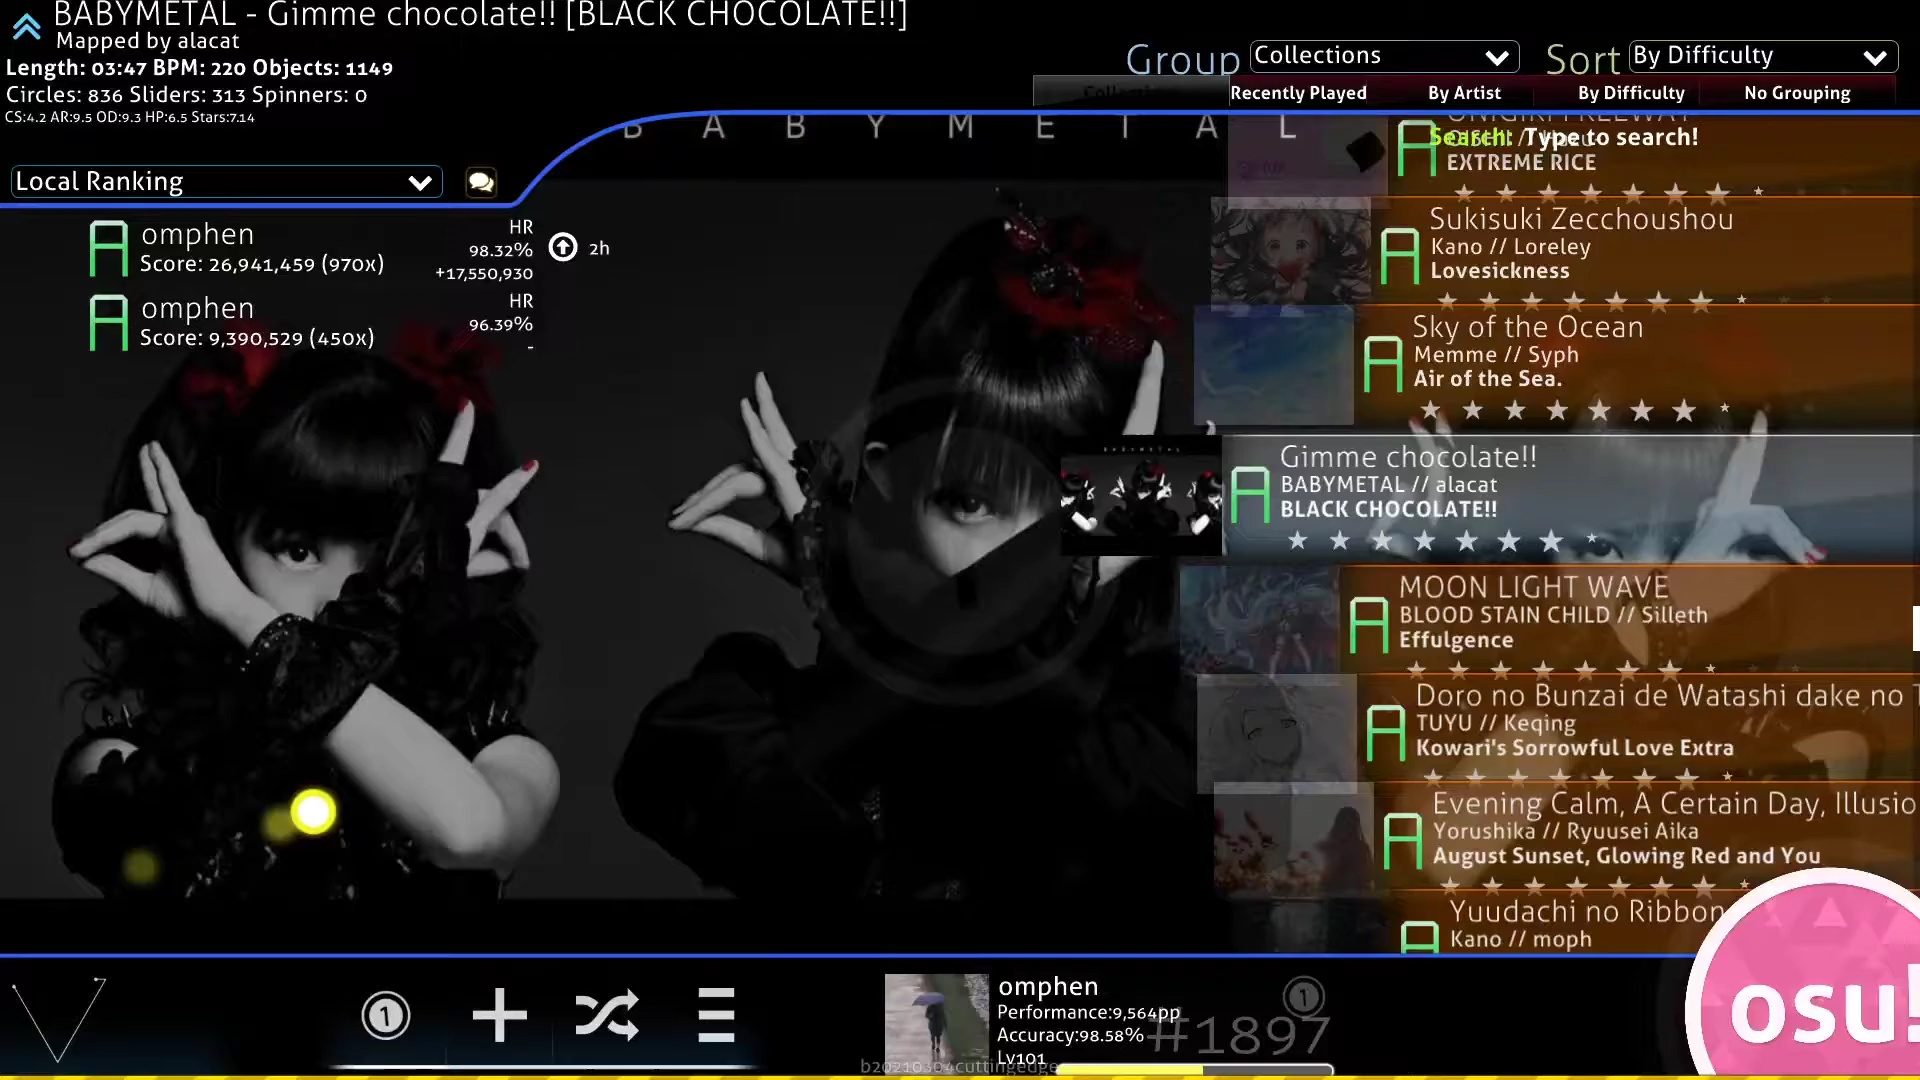 BABYMETAL - Gimme chocolate!! [BLACK CHOCOLATE!!]
Mapped by alacat
Length: 03:47 BPM: 220 Objects: 1149
Circles: 836 Sliders: 313 Spinners: 0
CS:4.2 AR:9.5 OD:9.3 HP:6.5 Stars:7.14
Group Collections Sort By Difficulty
Collections Recently Played By Artist By Difficulty No Grouping
BABYMETAL
Search: Type to search!
Local Ranking
omphen
Score: 26,941,459 (970x)
HR
98.32%
+17,550,930
2h
omphen
Score: 9,390,529 (450x)
HR
96.39%
-
ONIGIRI FREEWAY
EXTREME RICE
Sukisuki Zecchoushou
Kano // Loreley
Lovesickness
Sky of the Ocean
Memme // Syph
Air of the Sea.
Gimme chocolate!!
BABYMETAL // alacat
BLACK CHOCOLATE!!
MOON LIGHT WAVE
BLOOD STAIN CHILD // Silleth
Effulgence
Doro no Bunzai de Watashi dake no
TUYU // Keqing
Kowari's Sorrowful Love Extra
Evening Calm, A Certain Day, Illusio
Yorushika // Ryuusei Aika
August Sunset, Glowing Red and You
Yuudachi no Ribbon
Kano // moph
omphen
Performance:9,564pp
Accuracy:98.58%
Lv101
#1897
b20210304cuttingedge
osu!